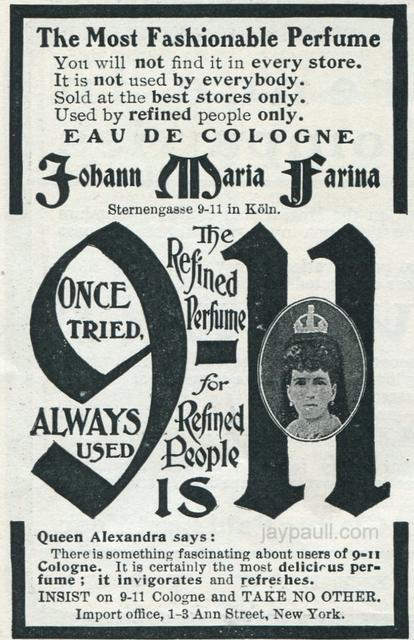 The Most Fashionable Perfume
You will not find it in every store.
It is not used by everybody.
Sold at the best stores only.
Used by refined people only.
EAU DE COLOGNE
Johann Maria Farina
Sternengasse 9-11 in Köln.
9-11
ONCE
TRIED,
ALWAYS
USED
The
Refined
Perfume
for
Refined
People
IS
jaypaull.com
Queen Alexandra says:
There is something fascinating about users of 9-11
Cologne. It is certainly the most delicious per-
fume; it invigorates and refreshes.
INSIST on 9-11 Cologne and TAKE NO OTHER.
Import office, 1-3 Ann Street, New York.